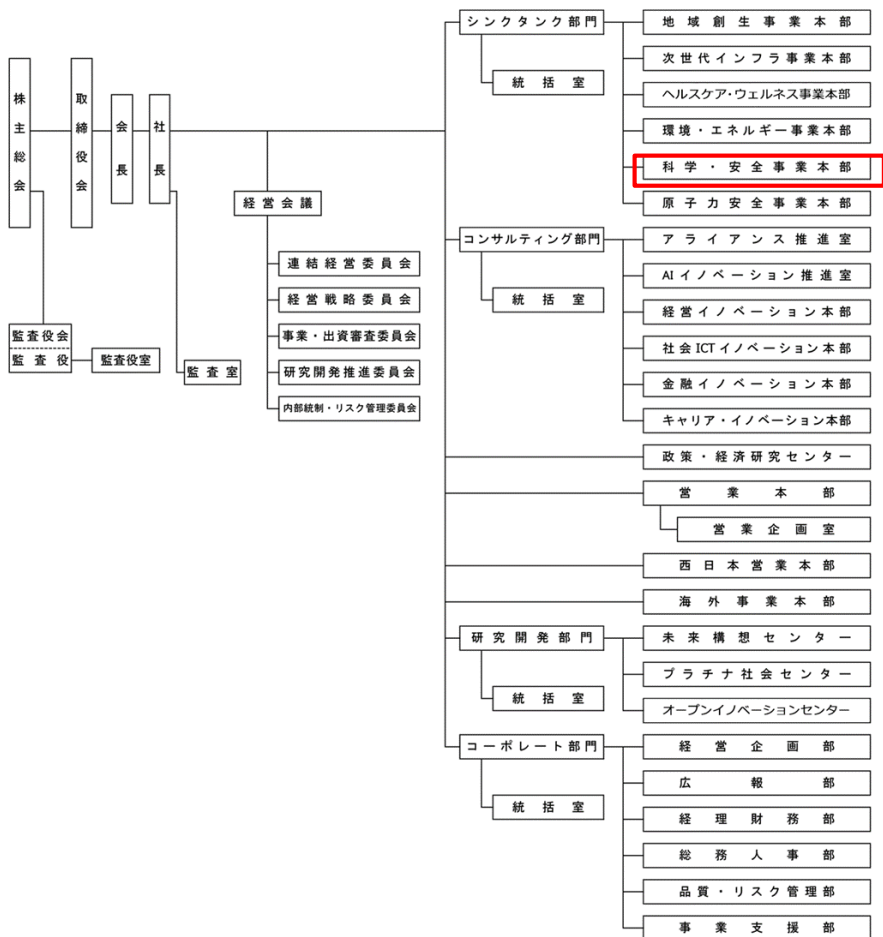 株主総会
取締役会
会長
社長
監査役会
監査役
監査役室
監査室
経営会議
連結経営委員会
経営戦略委員会
事業・出資審査委員会
研究開発推進委員会
内部統制・リスク管理委員会
シンクタンク部門
統括室
地域創生事業本部
次世代インフラ事業本部
ヘルスケア・ウェルネス事業本部
環境・エネルギー事業本部
科学・安全事業本部
原子力安全事業本部
コンサルティング部門
統括室
アライアンス推進室
AIイノベーション推進室
経営イノベーション本部
社会ICTイノベーション本部
金融イノベーション本部
キャリア・イノベーション本部
政策・経済研究センター
営業本部
営業企画室
西日本営業本部
海外事業本部
研究開発部門
統括室
未来構想センター
プラチナ社会センター
オープンイノベーションセンター
コーポレート部門
統括室
経営企画部
広報部
経理財務部
総務人事部
品質・リスク管理部
事業支援部